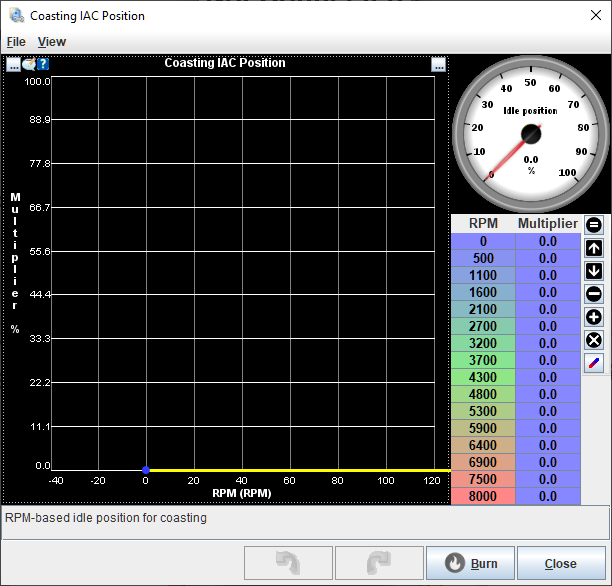 Coasting IAC Position
File View
... ? Coasting IAC Position ...
100.0
88.9
77.8
66.7
55.6
44.4
33.3
22.2
11.1
0.0
Multiplier %
-40 -20 0 20 40 60 80 100 120
RPM (RPM)
0 10 20 30 40 50 60 70 80 90 100
Idle position
0.0
%
RPM Multiplier
0 0.0
500 0.0
1100 0.0
1600 0.0
2100 0.0
2700 0.0
3200 0.0
3700 0.0
4300 0.0
4800 0.0
5300 0.0
5900 0.0
6400 0.0
6900 0.0
7500 0.0
8000 0.0
RPM-based idle position for coasting
Burn Close